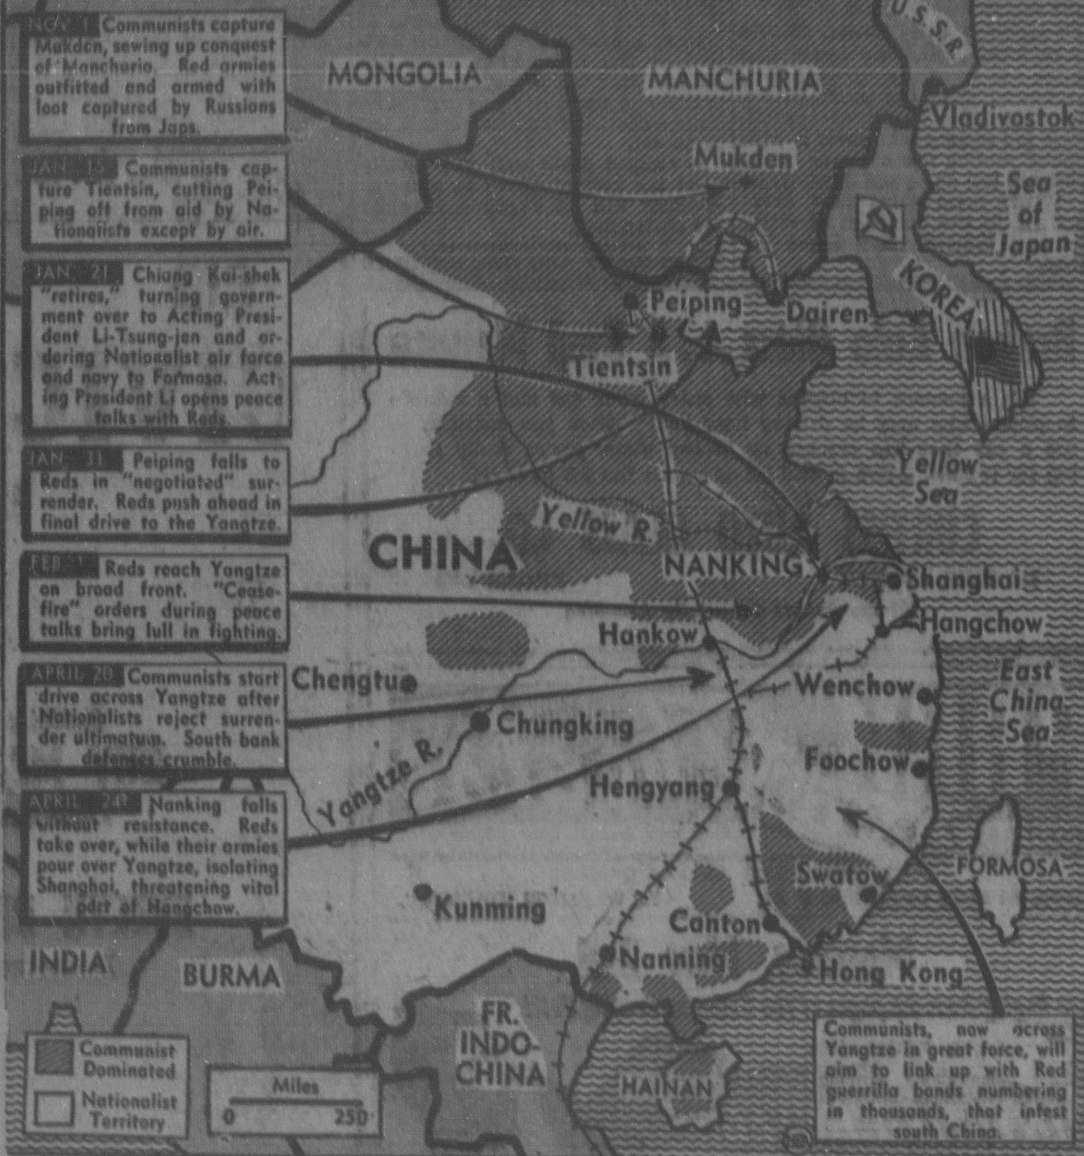 NOV. 1 Communists capture
Mukden, sewing up conquest
of Manchuria. Red armies
outfitted and armed with
loot captured by Russians
from Japs.
JAN. 15 Communists cap-
ture Tientsin, cutting Pei-
ping off from aid by Na-
tionalists except by air.
JAN. 21 Chiang Kai-shek
"retires," turning govern-
ment over to Acting Presi-
dent Li-Tsung-jen and or-
dering Nationalist air force
and navy to Formosa. Act-
ing President Li opens peace
talks with Reds.
JAN. 31 Peiping falls to
Reds in "negotiated" sur-
render. Reds push ahead in
final drive to the Yangtze.
FEB. 1 Reds reach Yangtze
on broad front. "Cease-
fire" orders during peace
talks bring lull in fighting.
APRIL 20 Communists start
drive across Yangtze after
Nationalists reject surren-
der ultimatum. South bank
defenses crumble.
APRIL 24 Nanking falls
without resistance. Reds
take over, while their armies
pour over Yangtze, isolating
Shanghai, threatening vital
port of Hangchow.
U.S.S.R.
MONGOLIA
MANCHURIA
Vladivostok
Mukden
Sea
of
Japan
KOREA
Peiping
Dairen
Tientsin
Yellow
Sea
Yellow R.
CHINA
NANKING
Shanghai
Hankow
Hangchow
Chengtu
Wenchow
East
China
Sea
Chungking
Yangtze R.
Foochow
Hengyang
Swatow
FORMOSA
Kunming
Canton
Nanning
Hong Kong
INDIA
BURMA
FR.
INDO-
CHINA
HAINAN
Communist
Dominated
Nationalist
Territory
Miles
0 250
Communists, now across
Yangtze in great force, will
aim to link up with Red
guerrilla bands numbering
in thousands, that infest
south China.